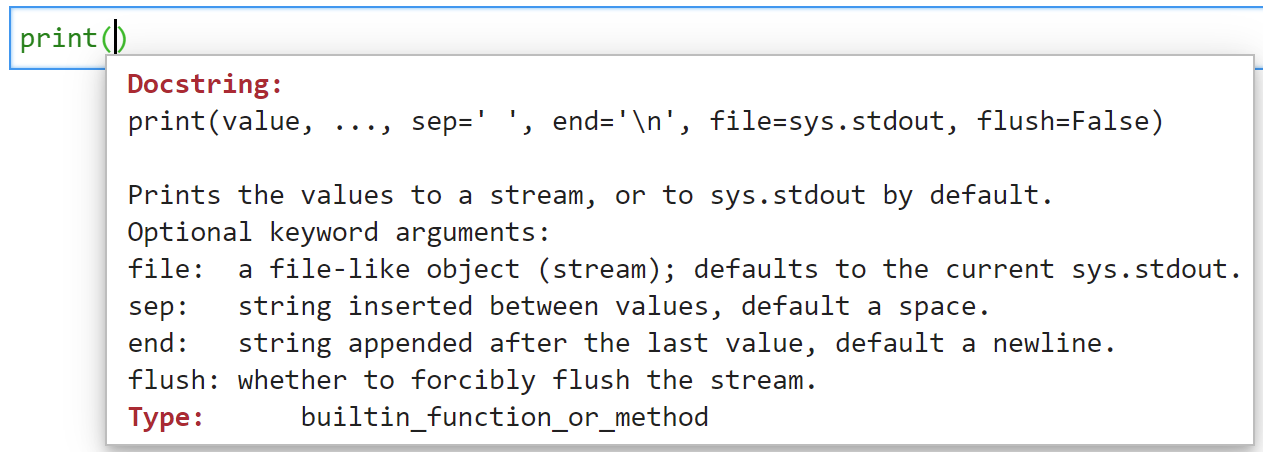 print()
Docstring:
print(value, ..., sep=' ', end='\n', file=sys.stdout, flush=False)
Prints the values to a stream, or to sys.stdout by default.
Optional keyword arguments:
file:  a file-like object (stream); defaults to the current sys.stdout.
sep:   string inserted between values, default a space.
end:   string appended after the last value, default a newline.
flush: whether to forcibly flush the stream.
Type:      builtin_function_or_method